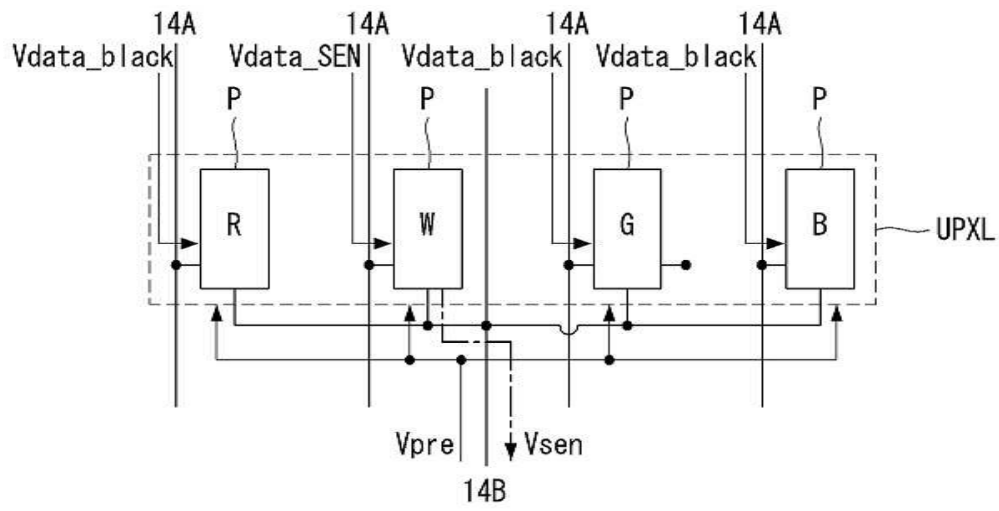 14A 14A 14A 14A
Vdata_black Vdata_SEN Vdata_black Vdata_black
P P P P
R W G B
UPXL
Vpre Vsen
14B